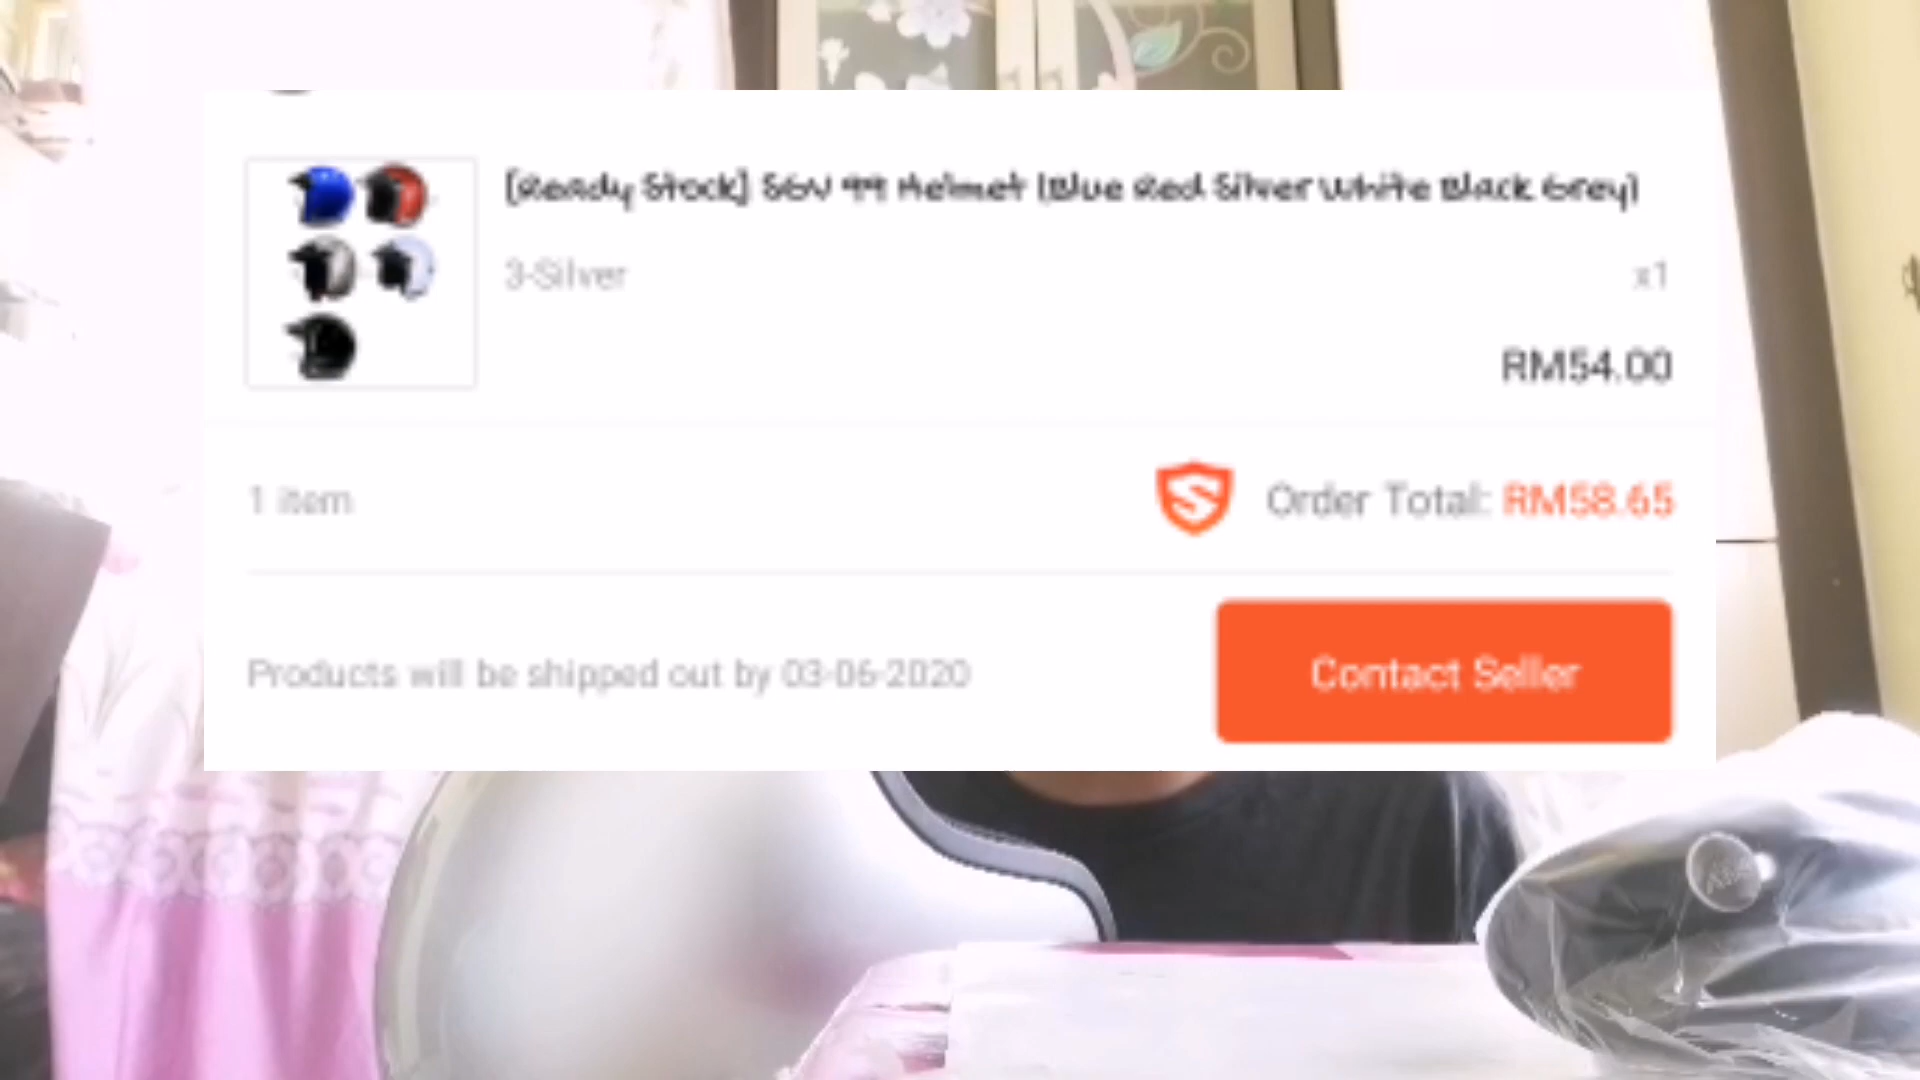 [Ready Stock] SGV 99 Helmet (Blue Red Silver White Black Grey)
3-Silver
x1
RM54.00
1 item
Order Total: RM58.65
Products will be shipped out by 03-06-2020
Contact Seller